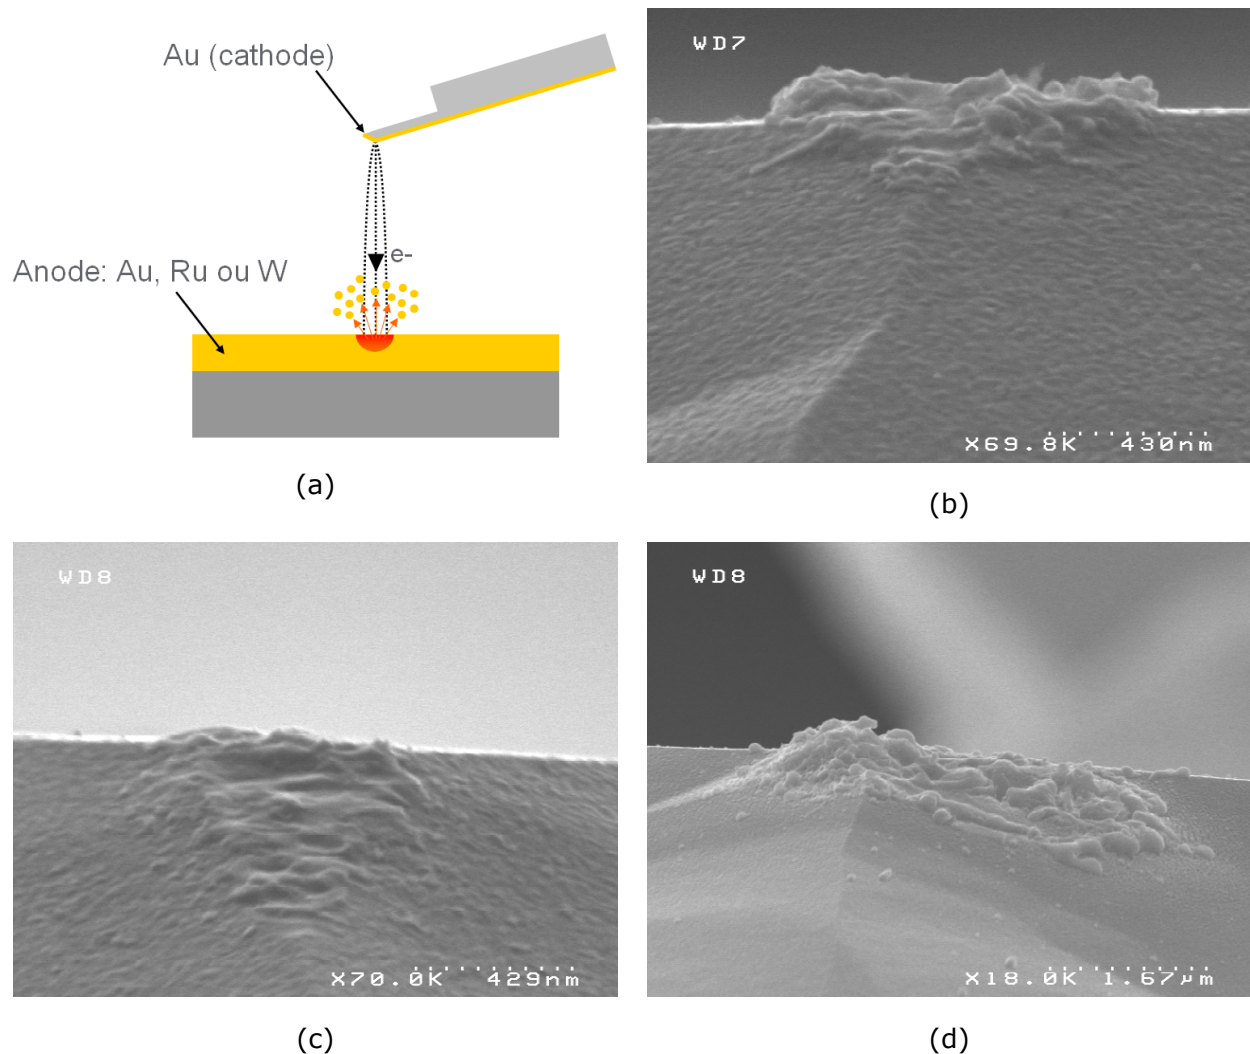 Au (cathode)
e-
Anode: Au, Ru ou W
(a)
WD7
X69.8K 430nm
(b)
WD8
X70.0K 429nm
(c)
WD8
X18.0K 1.67µm
(d)